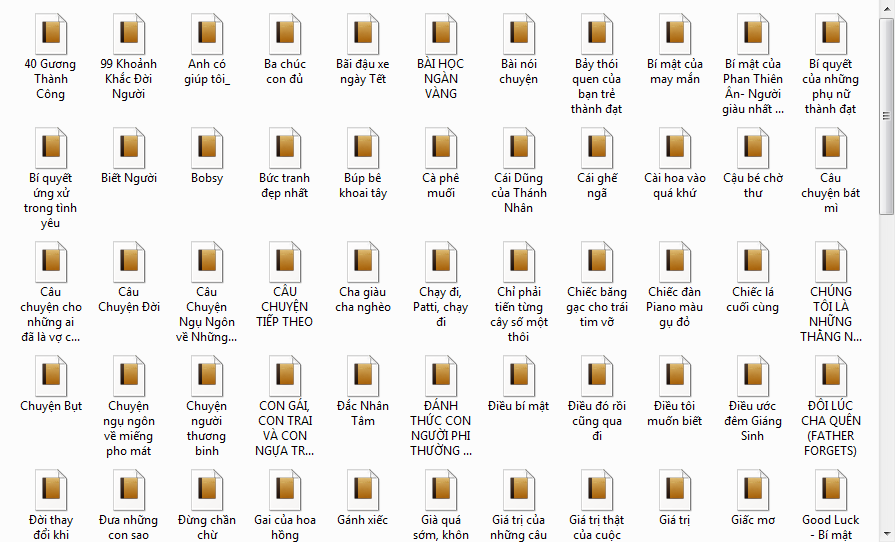 40 Gương
Thành
Công
99 Khoảnh
Khắc Đời
Người
Anh có
giúp tôi_
Ba chúc
con đủ
Bãi đậu xe
ngày Tết
BÀI HỌC
NGÀN
VÀNG
Bài nói
chuyện
Bảy thói
quen của
bạn trẻ
thành đạt
Bí mật của
may mắn
Bí mật của
Phan Thiên
Ân- Người
giàu nhất ...
Bí quyết
của những
phụ nữ
thành đạt
Bí quyết
ứng xử
trong tình
yêu
Biết Người
Bobsy
Bức tranh
đẹp nhất
Búp bê
khoai tây
Cà phê
muối
Cái Dũng
của Thánh
Nhân
Cái ghế
ngã
Cài hoa vào
quá khứ
Cậu bé chờ
thư
Câu
chuyện bát
mì
Câu
chuyện cho
những ai
đã là vợ c...
Câu
Chuyện Đời
Câu
Chuyện
Ngụ Ngôn
về Những...
CÂU
CHUYỆN
TIẾP THEO
Cha giàu
cha nghèo
Chạy đi,
Patti, chạy
đi
Chỉ phải
tiến từng
cây số một
thôi
Chiếc băng
gạc cho trái
tim vỡ
Chiếc đàn
Piano màu
gụ đỏ
Chiếc lá
cuối cùng
CHÚNG
TÔI LÀ
NHỮNG
THẰNG N...
Chuyện Bụt
Chuyện
ngụ ngôn
về miếng
pho mát
Chuyện
người
thương
binh
CON GÁI,
CON TRAI
VÀ CON
NGỰA TR...
Đắc Nhân
Tâm
ĐÁNH
THỨC CON
NGƯỜI PHI
THƯỜNG ...
Điều bí mật
Điều đó rồi
cũng qua
đi
Điều tôi
muốn biết
Điều ước
đêm Giáng
Sinh
ĐÔI LÚC
CHA QUÊN
(FATHER
FORGETS)
Đời thay
đổi khi
Đưa những
con sao
Đừng chần
chừ
Gai của hoa
hồng
Gánh xiếc
Già quá
sớm, khôn
Giá trị của
những câu
Giá trị thật
của cuộc
Giá trị
Giấc mơ
Good Luck
- Bí mật